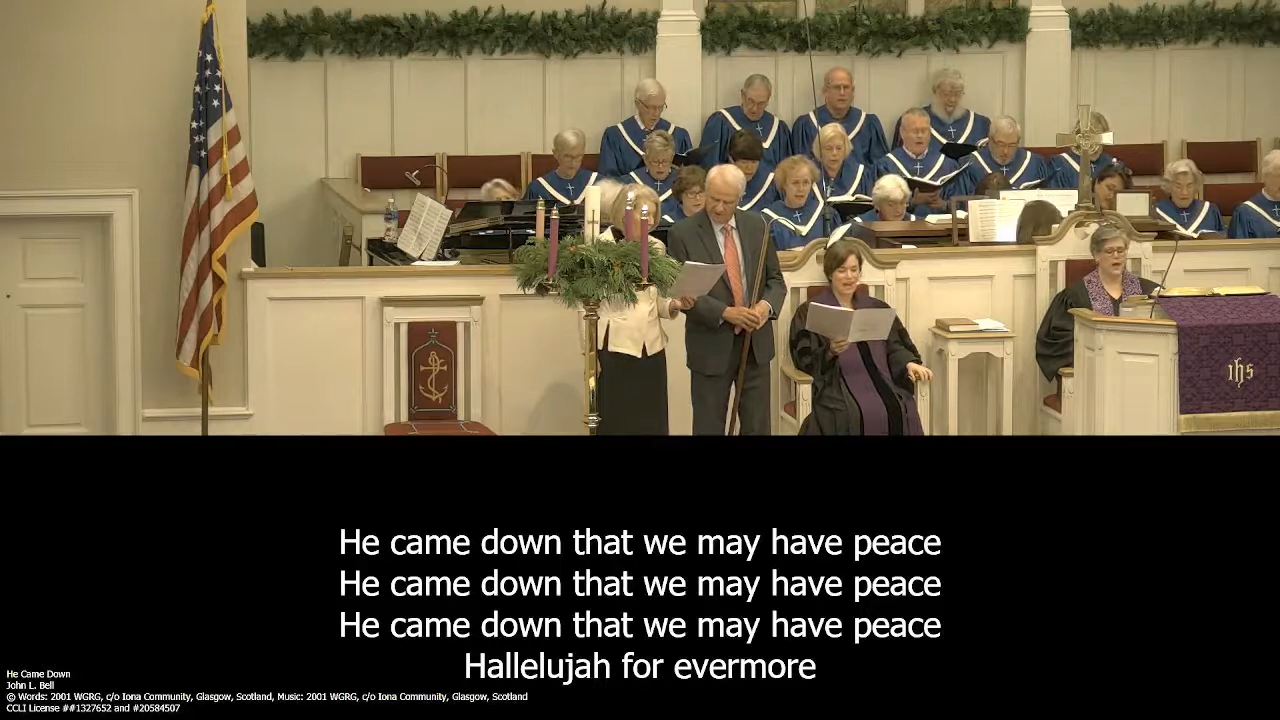 ihs
He came down that we may have peace
He came down that we may have peace
He came down that we may have peace
Hallelujah for evermore
He Came Down
John L. Bell
© Words: 2001 WGRG, c/o Iona Community, Glasgow, Scotland, Music: 2001 WGRG, c/o Iona Community, Glasgow, Scotland
CCLI License ##1327652 and #20584507